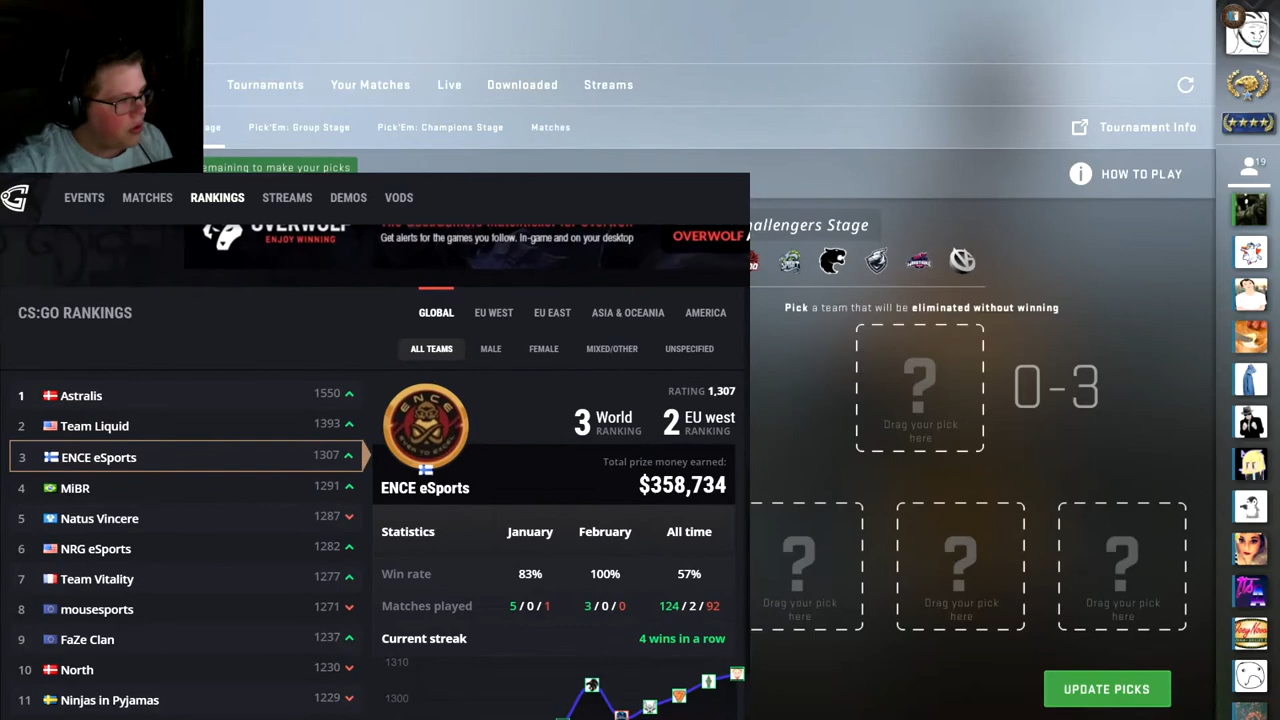 Tournaments Your Matches Live Downloaded Streams
Pick'Em: Group Stage Pick'Em: Champions Stage Matches
Tournament Info
emaining to make your picks
HOW TO PLAY
EVENTS MATCHES RANKINGS STREAMS DEMOS VODS
OVERWOLF
ENJOY WINNING
Get alerts for the games you follow. In-game and on your desktop
OVERWOLF A
hallengers Stage
Pick a team that will be eliminated without winning
CS:GO RANKINGS
GLOBAL EU WEST EU EAST ASIA & OCEANIA AMERICA
ALL TEAMS MALE FEMALE MIXED/OTHER UNSPECIFIED
1 Astralis 1550
2 Team Liquid 1393
3 ENCE eSports 1307
4 MiBR 1291
5 Natus Vincere 1287
6 NRG eSports 1282
7 Team Vitality 1277
8 mousesports 1271
9 FaZe Clan 1237
10 North 1230
11 Ninjas in Pyjamas 1229
ENCE
RATING 1,307
3 World RANKING 2 EU west RANKING
Total prize money earned:
ENCE eSports $358,734
Statistics January February All time
Win rate 83% 100% 57%
Matches played 5 / 0 / 1 3 / 0 / 0 124 / 2 / 92
Current streak 4 wins in a row
1310
1300
?
Drag your pick
here
0-3
?
Drag your pick
here
?
Drag your pick
here
?
Drag your pick
here
UPDATE PICKS
19